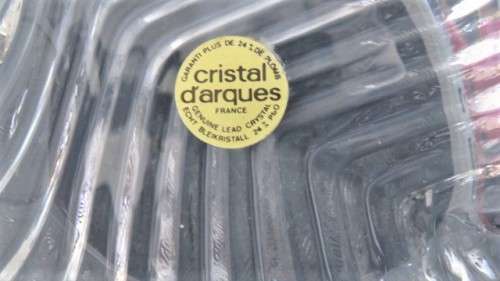 GARANTI PLUS DE 24 % DE PLOMB
cristal
d'arques
FRANCE
GENUINE LEAD CRYSTAL
ECHT BLEIKRISTALL 24 % PbO